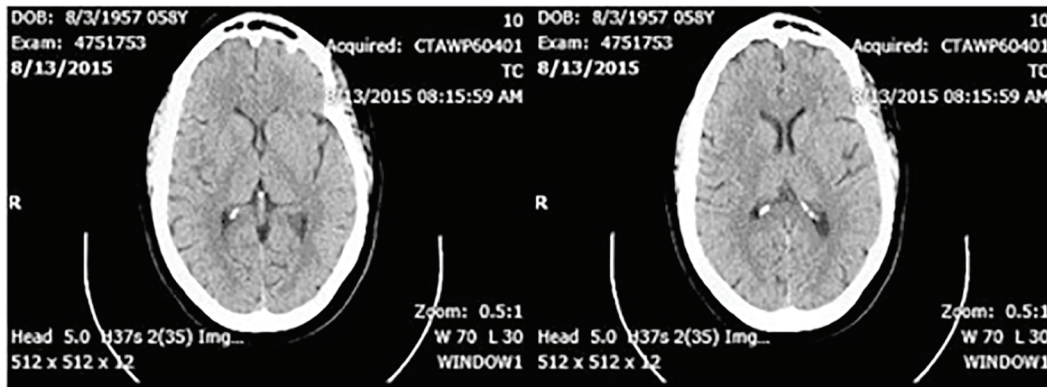 DOB: 8/3/1957 058Y
Exam: 4751753
8/13/2015
10
Acquired: CTAWP60401
TC
8/13/2015 08:15:59 AM
R
Zoom: 0.5:1
Head 5.0 H37s 2(35) Img...
W 70 L 30
512 x 512 x 12
WINDOW1
DOB: 8/3/1957 058Y
Exam: 4751753
8/13/2015
10
Acquired: CTAWP60401
TC
8/13/2015 08:15:59 AM
R
Zoom: 0.5:1
Head 5.0 H37s 2(35) Img...
W 70 L 30
512 x 512 x 12
WINDOW1